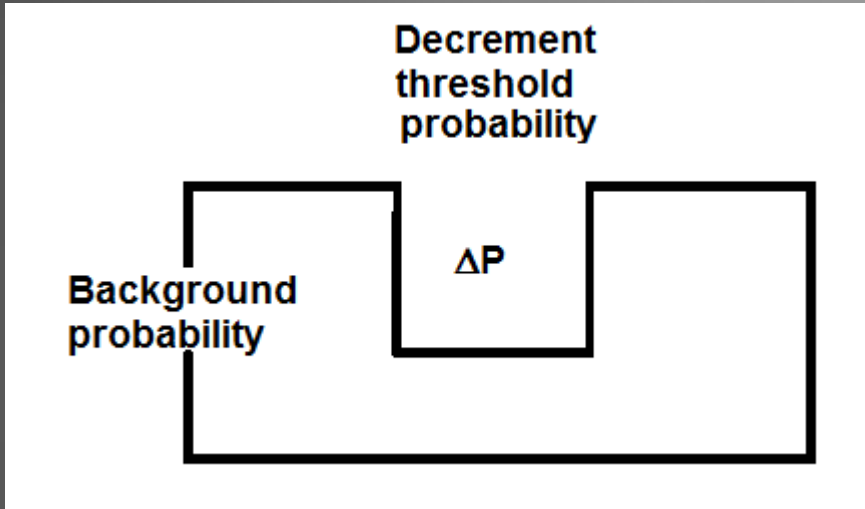 Decrement
threshold
probability
ΔP
Background
probability